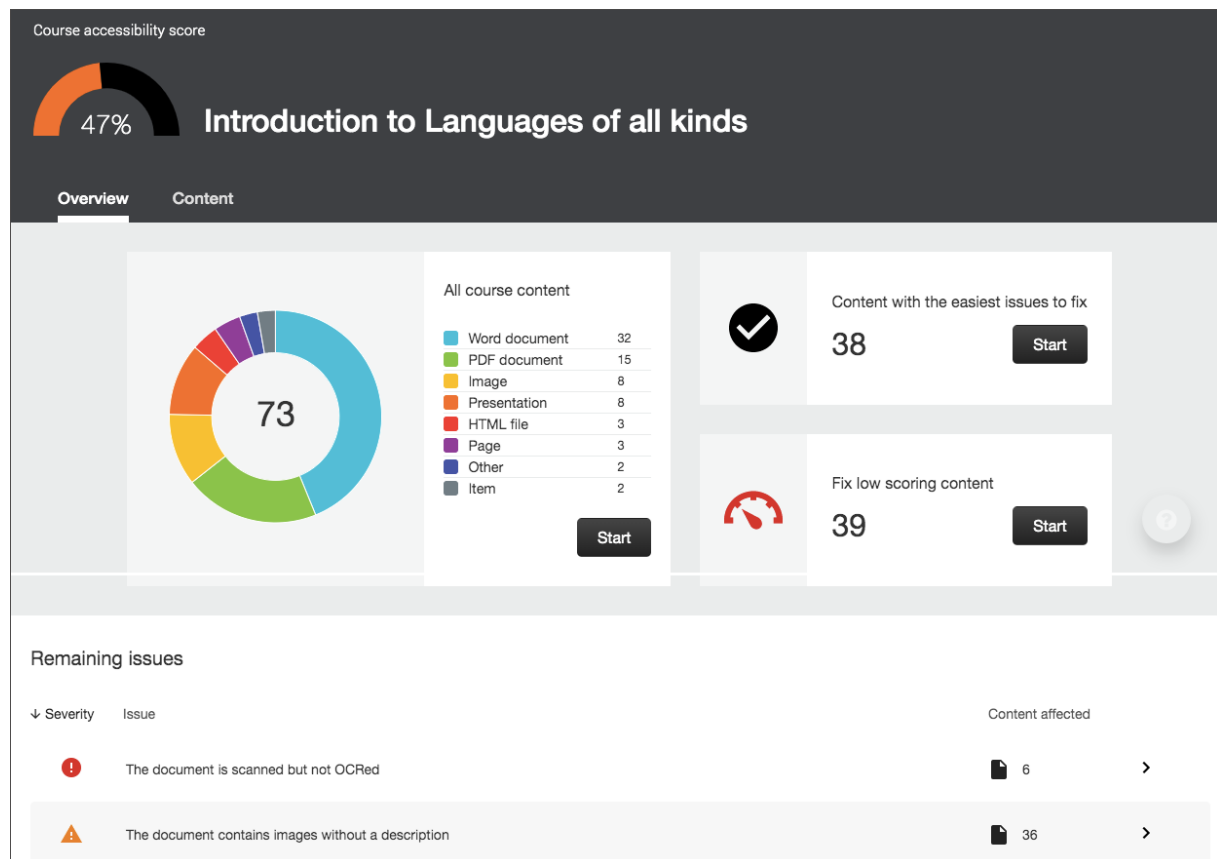 Course accessibility score
47%
Introduction to Languages of all kinds
Overview Content
73
All course content
Word document 32
PDF document 15
Image 8
Presentation 8
HTML file 3
Page 3
Other 2
Item 2
Start
Content with the easiest issues to fix
38 Start
Fix low scoring content
39 Start
?
Remaining issues
↓ Severity Issue Content affected
! The document is scanned but not OCRed 6 >
! The document contains images without a description 36 >